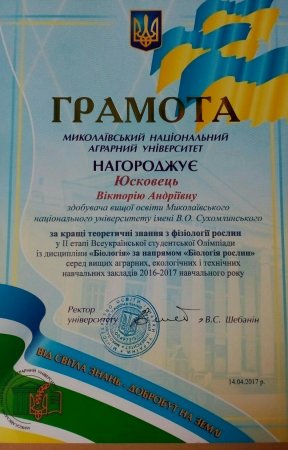 ГРАМОТА
МИКОЛАЇВСЬКИЙ НАЦІОНАЛЬНИЙ
АГРАРНИЙ УНІВЕРСИТЕТ
НАГОРОДЖУЄ
Юсковець
Вікторію Андріївну
здобувача вищої освіти Миколаївського
національного університету імені В.О. Сухомлинського
за кращі теоретичні знання з фізіології рослин
у ІІ етапі Всеукраїнської студентської Олімпіади
із дисципліни «Біологія» за напрямом «Біологія рослин»
серед вищих аграрних, екологічних і технічних
навчальних закладів 2016-2017 навчального року
Ректор
університету В.С. Шебанін
ВІД СВІТЛА ЗНАНЬ - ДОБРОБУТ НА ЗЕМЛІ
14.04.2017 р.